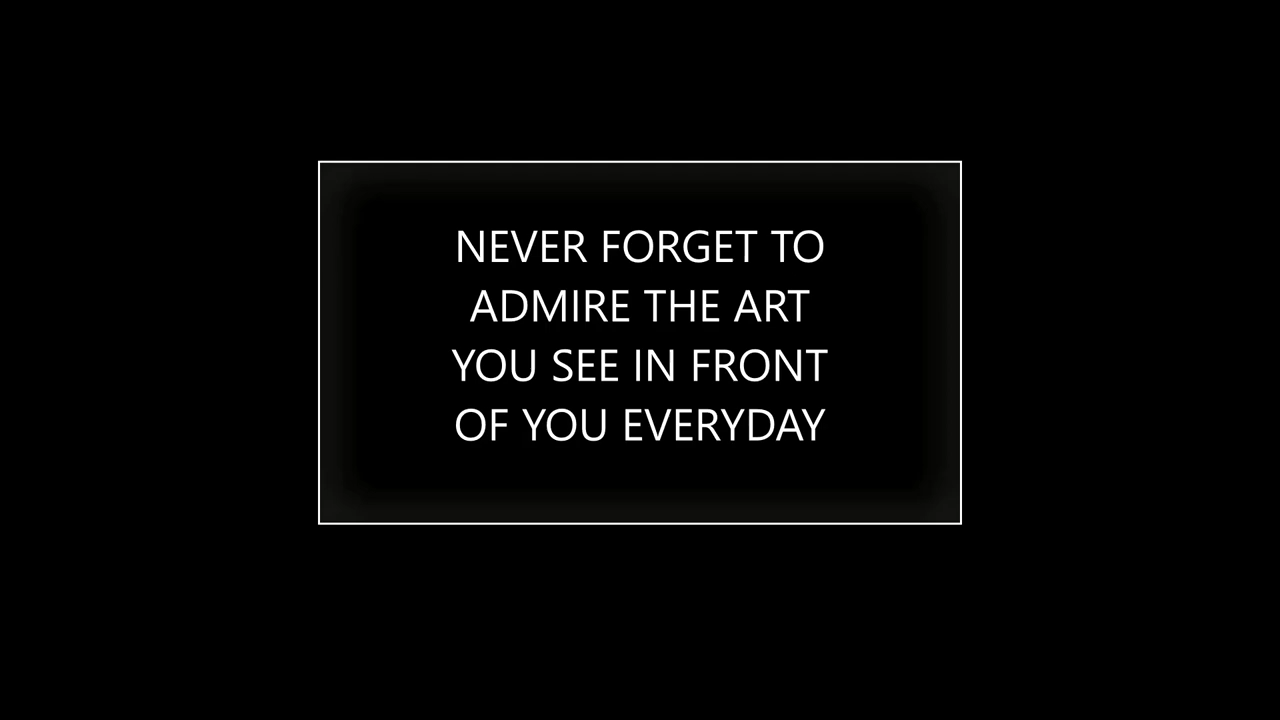 NEVER FORGET TO
ADMIRE THE ART
YOU SEE IN FRONT
OF YOU EVERYDAY